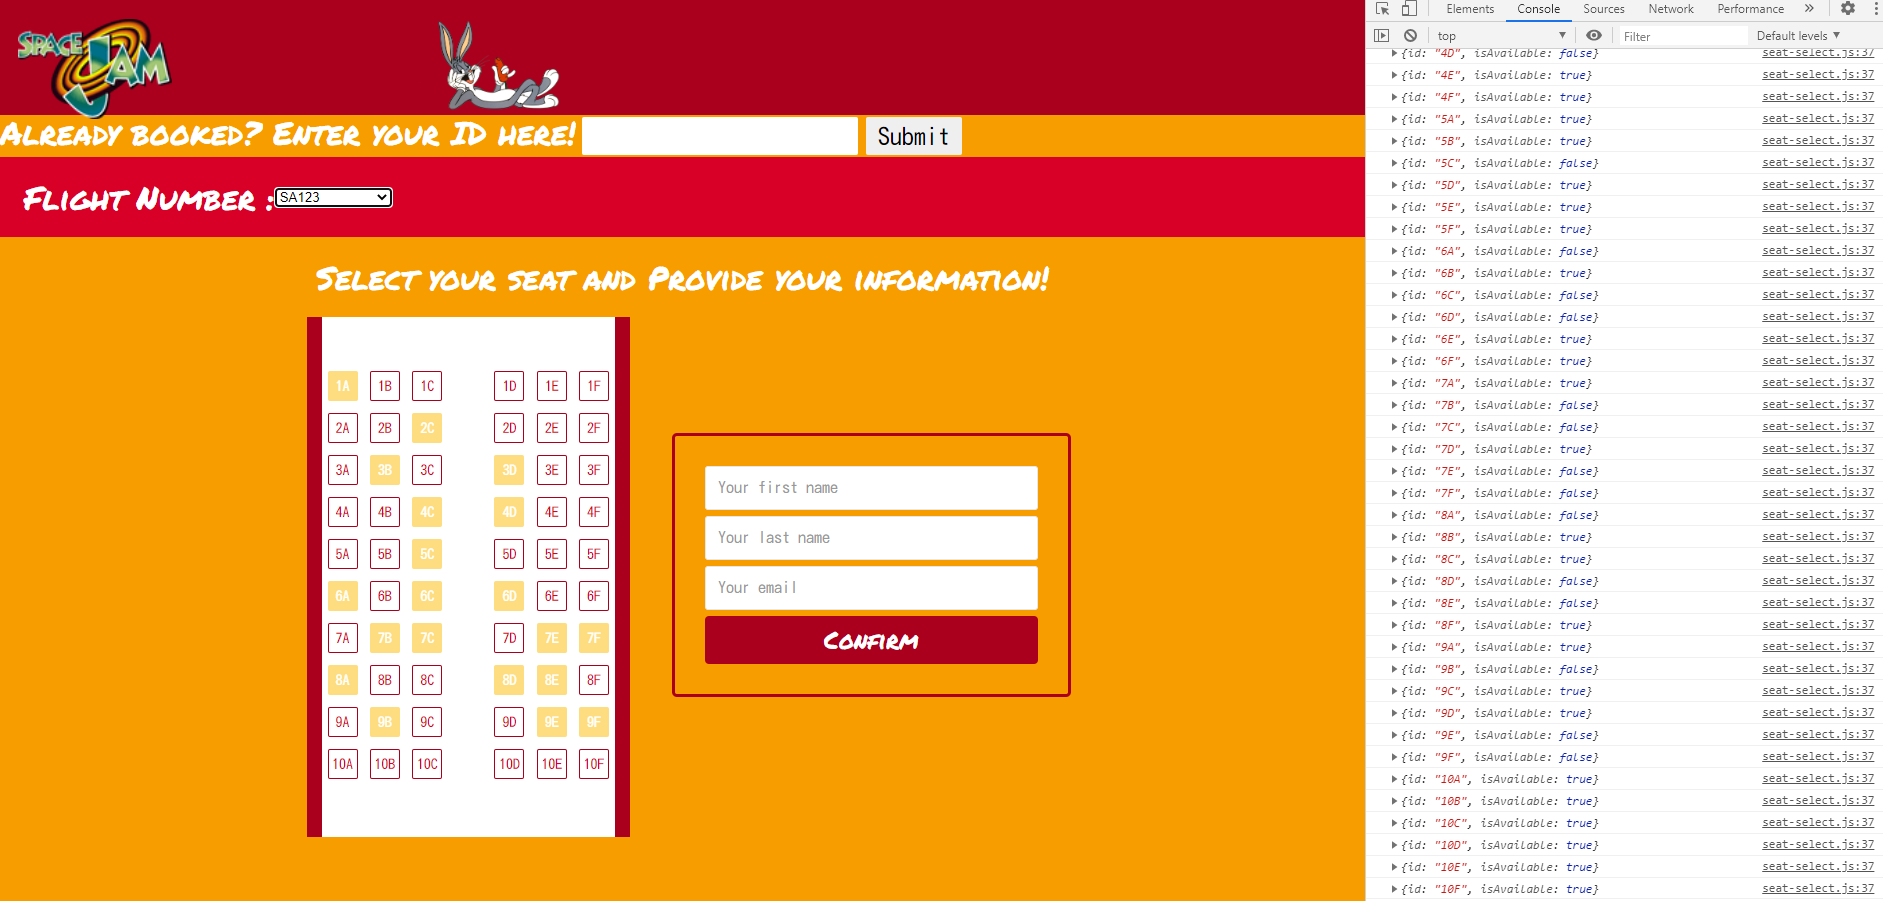 SPACE JAM
Already booked? Enter your ID here! Submit
Flight Number : SA123
Select your seat and Provide your information!
1A 1B 1C 1D 1E 1F
2A 2B 2C 2D 2E 2F
3A 3B 3C 3D 3E 3F
4A 4B 4C 4D 4E 4F
5A 5B 5C 5D 5E 5F
6A 6B 6C 6D 6E 6F
7A 7B 7C 7D 7E 7F
8A 8B 8C 8D 8E 8F
9A 9B 9C 9D 9E 9F
10A 10B 10C 10D 10E 10F
Your first name
Your last name
Your email
Confirm
Elements Console Sources Network Performance »
top Filter Default levels
{id: "4D", isAvailable: false} seat-select.js:37
{id: "4E", isAvailable: true} seat-select.js:37
{id: "4F", isAvailable: true} seat-select.js:37
{id: "5A", isAvailable: true} seat-select.js:37
{id: "5B", isAvailable: true} seat-select.js:37
{id: "5C", isAvailable: false} seat-select.js:37
{id: "5D", isAvailable: true} seat-select.js:37
{id: "5E", isAvailable: true} seat-select.js:37
{id: "5F", isAvailable: true} seat-select.js:37
{id: "6A", isAvailable: false} seat-select.js:37
{id: "6B", isAvailable: true} seat-select.js:37
{id: "6C", isAvailable: false} seat-select.js:37
{id: "6D", isAvailable: false} seat-select.js:37
{id: "6E", isAvailable: true} seat-select.js:37
{id: "6F", isAvailable: true} seat-select.js:37
{id: "7A", isAvailable: true} seat-select.js:37
{id: "7B", isAvailable: false} seat-select.js:37
{id: "7C", isAvailable: false} seat-select.js:37
{id: "7D", isAvailable: true} seat-select.js:37
{id: "7E", isAvailable: false} seat-select.js:37
{id: "7F", isAvailable: false} seat-select.js:37
{id: "8A", isAvailable: false} seat-select.js:37
{id: "8B", isAvailable: true} seat-select.js:37
{id: "8C", isAvailable: true} seat-select.js:37
{id: "8D", isAvailable: false} seat-select.js:37
{id: "8E", isAvailable: false} seat-select.js:37
{id: "8F", isAvailable: true} seat-select.js:37
{id: "9A", isAvailable: true} seat-select.js:37
{id: "9B", isAvailable: false} seat-select.js:37
{id: "9C", isAvailable: true} seat-select.js:37
{id: "9D", isAvailable: true} seat-select.js:37
{id: "9E", isAvailable: false} seat-select.js:37
{id: "9F", isAvailable: false} seat-select.js:37
{id: "10A", isAvailable: true} seat-select.js:37
{id: "10B", isAvailable: true} seat-select.js:37
{id: "10C", isAvailable: true} seat-select.js:37
{id: "10D", isAvailable: true} seat-select.js:37
{id: "10E", isAvailable: true} seat-select.js:37
{id: "10F", isAvailable: true} seat-select.js:37